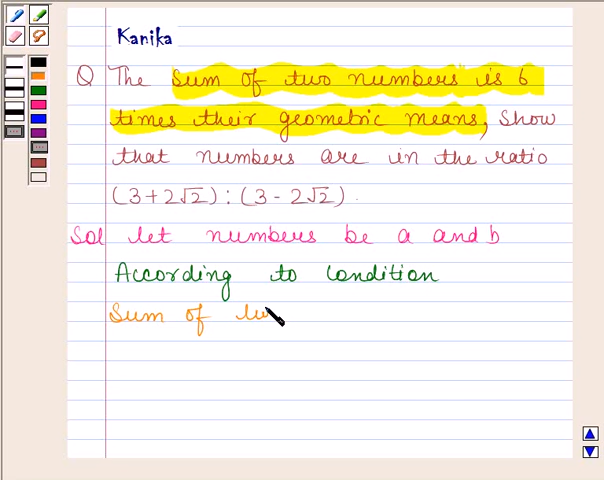 Kanika
Q The sum of two numbers is 6
times their geometric means, Show
that numbers are in the ratio
(3+2√2) : (3-2√2).
Sol let numbers be a and b
According to condition
Sum of